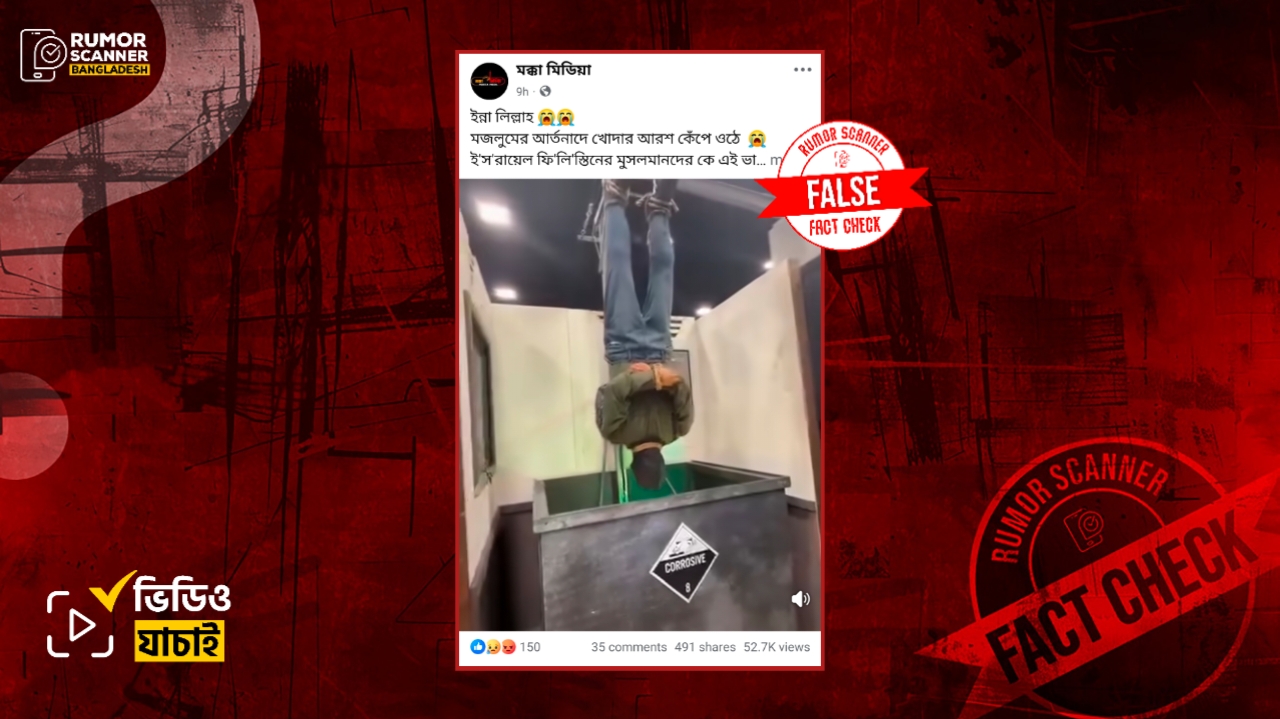 RUMOR
SCANNER
BANGLADESH
মক্কা মিডিয়া
9h
ইন্না লিল্লাহ 😭😭
মজলুমের আর্তনাদে খোদার আরশ কেঁপে ওঠে 😭
ই'স'রায়েল ফি'লি'স্তিনের মুসলমানদের কে এই ভা... m
RUMOR SCANNER
FALSE
FACT CHECK
CORROSIVE
8
150
35 comments 491 shares 52.7K views
ভিডিও
যাচাই
RUMOR SCANNER
FACT CHECK